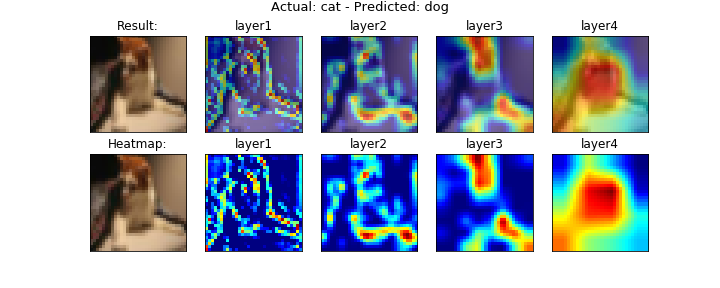 Actual: cat - Predicted: dog
Result: layer1 layer2 layer3 layer4
Heatmap: layer1 layer2 layer3 layer4